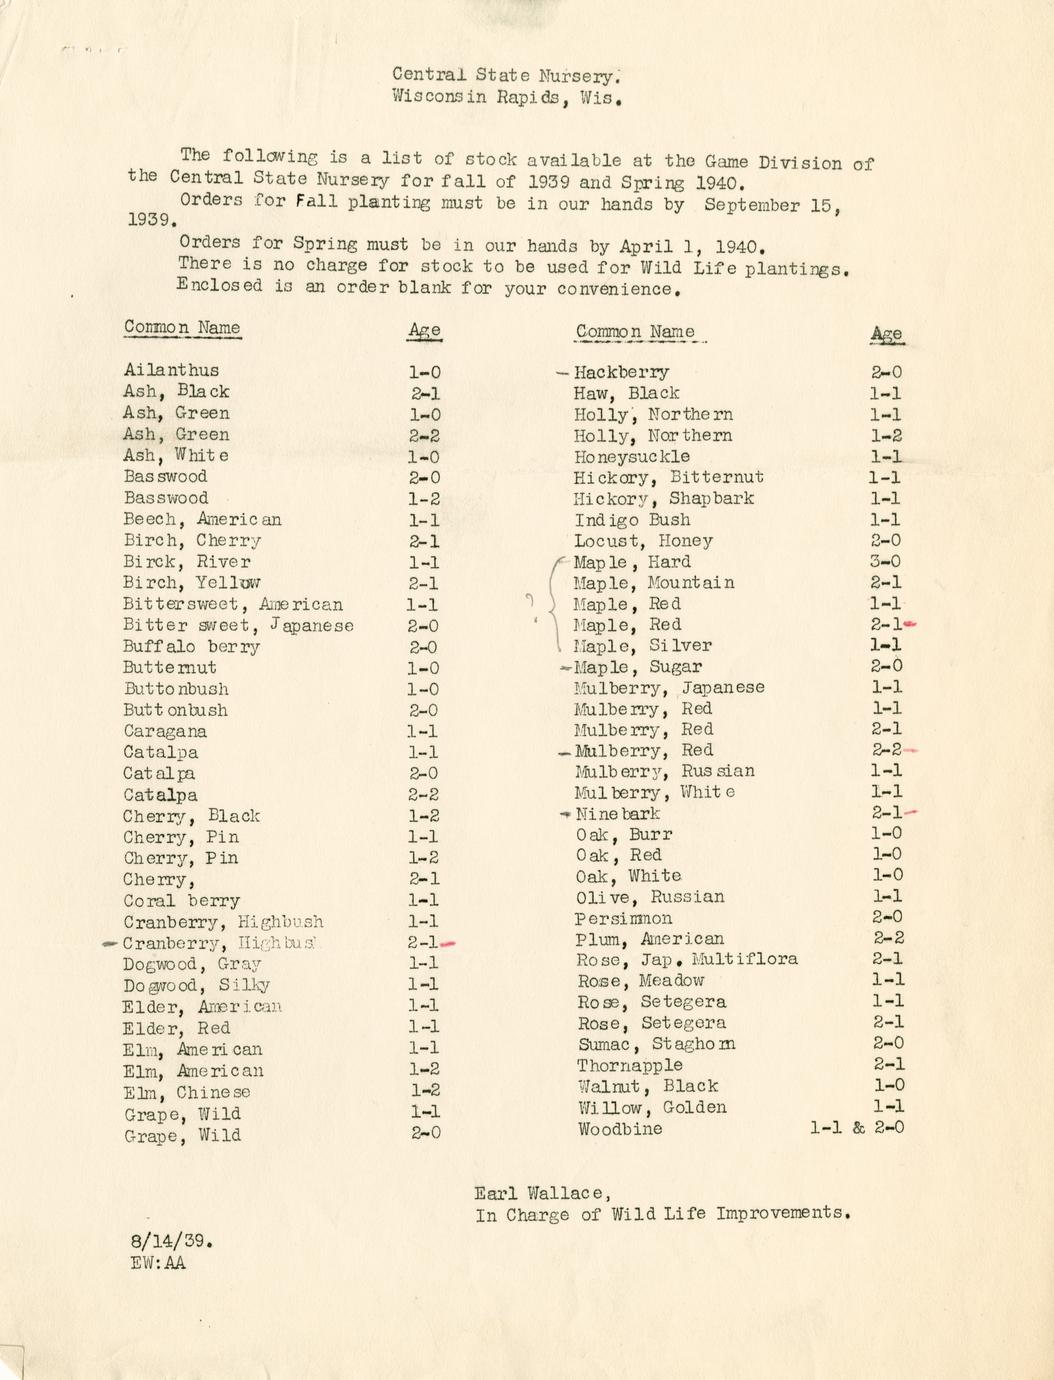 Central State Nursery.
Wisconsin Rapids, Wis.
The following is a list of stock available at the Game Division of
the Central State Nursery for fall of 1939 and Spring 1940.
Orders for Fall planting must be in our hands by September 15,
1939.
Orders for Spring must be in our hands by April 1, 1940.
There is no charge for stock to be used for Wild Life plantings.
Enclosed is an order blank for your convenience.
Common Name Age
Ailanthus 1-0
Ash, Black 2-1
Ash, Green 1-0
Ash, Green 2-2
Ash, White 1-0
Basswood 2-0
Basswood 1-2
Beech, American 1-1
Birch, Cherry 2-1
Birck, River 1-1
Birch, Yellow 2-1
Bittersweet, American 1-1
Bitter sweet, Japanese 2-0
Buffalo berry 2-0
Butternut 1-0
Buttonbush 1-0
Buttonbush 2-0
Caragana 1-1
Catalpa 1-1
Catalpa 2-0
Catalpa 2-2
Cherry, Black 1-2
Cherry, Pin 1-1
Cherry, Pin 1-2
Cherry, 2-1
Coral berry 1-1
Cranberry, Highbush 1-1
- Cranberry, Highbus 2-1 -
Dogwood, Gray 1-1
Dogwood, Silky 1-1
Elder, American 1-1
Elder, Red 1-1
Elm, American 1-1
Elm, American 1-2
Elm, Chinese 1-2
Grape, Wild 1-1
Grape, Wild 2-0
Common Name Age
- Hackberry 2-0
Haw, Black 1-1
Holly, Northern 1-1
Holly, Northern 1-2
Honeysuckle 1-1
Hickory, Bitternut 1-1
Hickory, Shapbark 1-1
Indigo Bush 1-1
Locust, Honey 2-0
Maple, Hard 3-0
Maple, Mountain 2-1
? Maple, Red 1-1
Maple, Red 2-1 -
Maple, Silver 1-1
- Maple, Sugar 2-0
Mulberry, Japanese 1-1
Mulberry, Red 1-1
Mulberry, Red 2-1
- Mulberry, Red 2-2 -
Mulberry, Russian 1-1
Mulberry, White 1-1
- Ninebark 2-1 -
Oak, Burr 1-0
Oak, Red 1-0
Oak, White 1-0
Olive, Russian 1-1
Persimmon 2-0
Plum, American 2-2
Rose, Jap. Multiflora 2-1
Rose, Meadow 1-1
Rose, Setegera 1-1
Rose, Setegera 2-1
Sumac, Staghorn 2-0
Thornapple 2-1
Walnut, Black 1-0
Willow, Golden 1-1
Woodbine 1-1 & 2-0
Earl Wallace,
In Charge of Wild Life Improvements.
8/14/39.
EW:AA